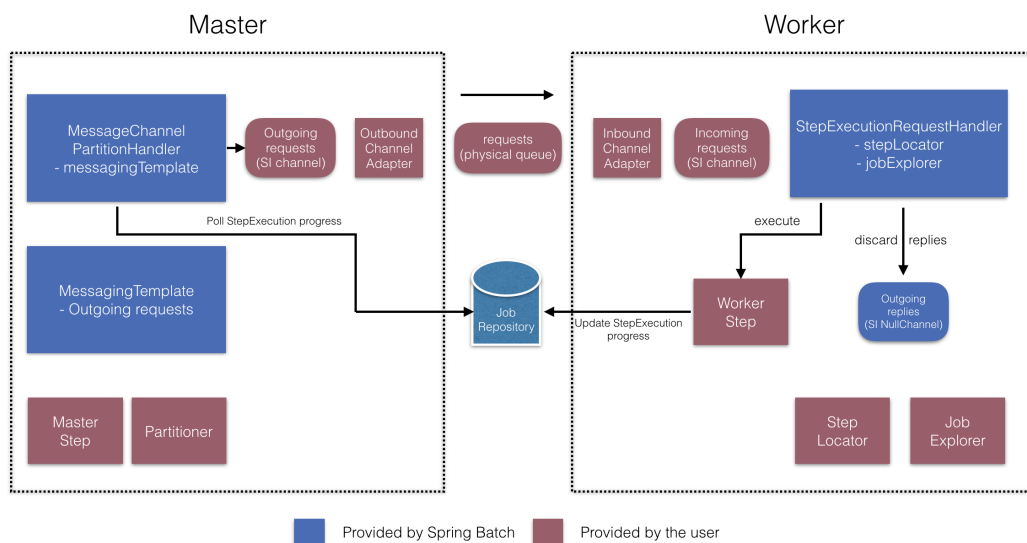 Master
Worker
MessageChannel
PartitionHandler
- messagingTemplate
Outgoing
requests
(SI channel)
Outbound
Channel
Adapter
requests
(physical queue)
Inbound
Channel
Adapter
Incoming
requests
(SI channel)
StepExecutionRequestHandler
- stepLocator
- jobExplorer
Poll StepExecution progress
execute
discard replies
MessagingTemplate
- Outgoing requests
Job
Repository
Update StepExecution
progress
Worker
Step
Outgoing
replies
(SI NullChannel)
Master
Step
Partitioner
Step
Locator
Job
Explorer
Provided by Spring Batch
Provided by the user